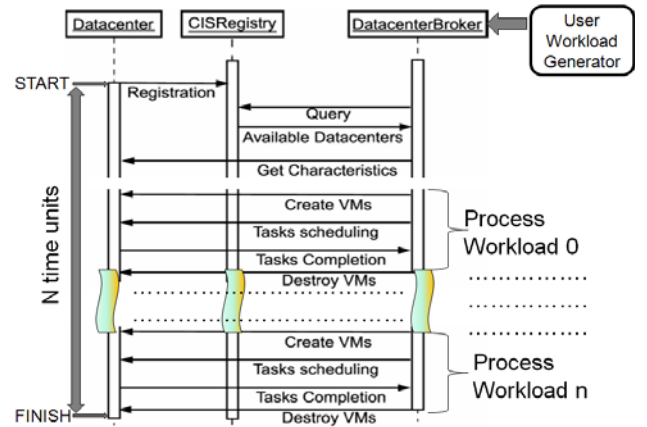 Datacenter
CISRegistry
DatacenterBroker
User
Workload
Generator
START
Registration
Query
Available Datacenters
Get Characteristics
N time units
Create VMs
Tasks scheduling
Tasks Completion
Destroy VMs
Process
Workload 0
Create VMs
Tasks scheduling
Tasks Completion
Destroy VMs
Process
Workload n
FINISH